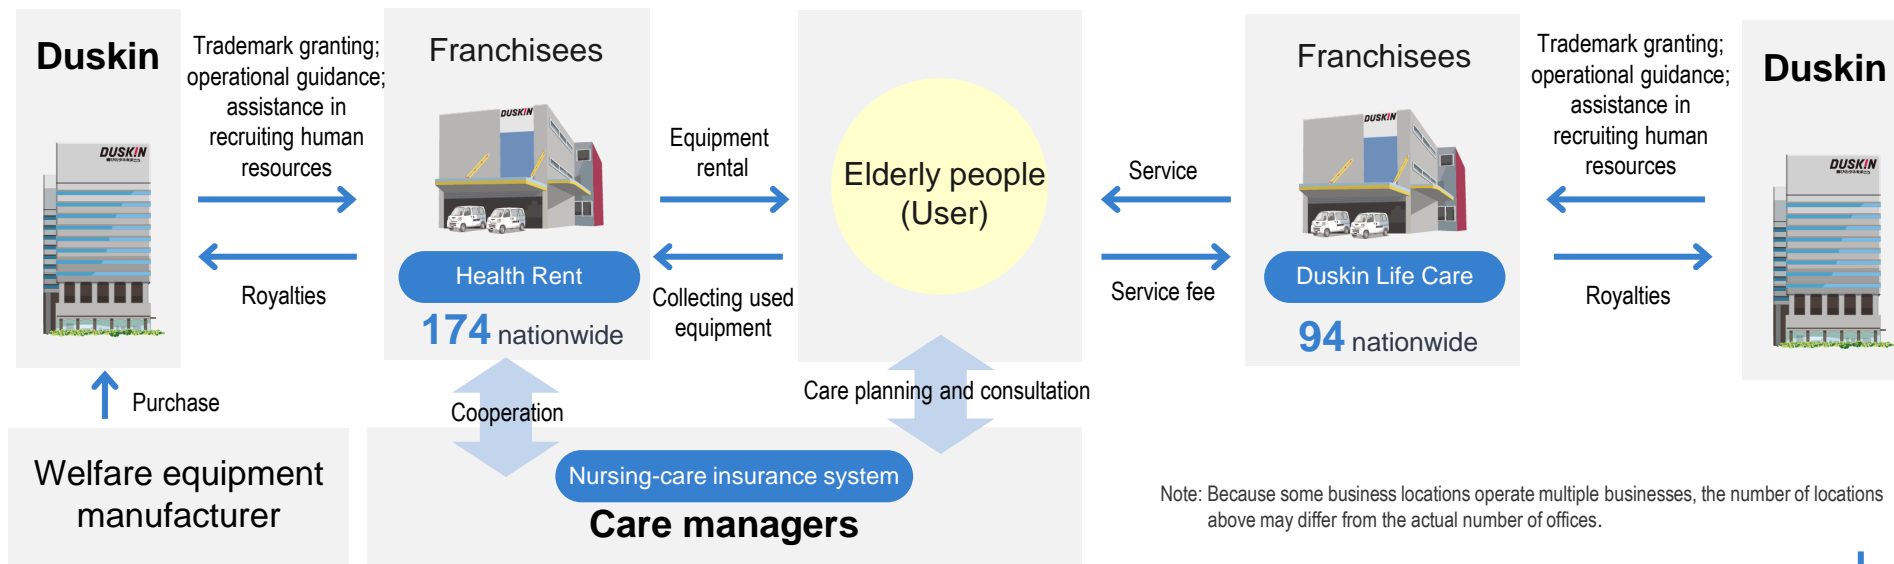 Duskin
Trademark granting;
operational guidance;
assistance in
recruiting human
resources
Royalties
DUSKIN
Purchase
Welfare equipment
manufacturer
Franchisees
DUSKIN
Health Rent
174 nationwide
Cooperation
Equipment
rental
Collecting used
equipment
Elderly people
(User)
Care planning and consultation
Nursing-care insurance system
Care managers
Service
Service fee
Franchisees
DUSKIN
Duskin Life Care
94 nationwide
Trademark granting;
operational guidance;
assistance in
recruiting human
resources
Royalties
Duskin
DUSKIN
Note: Because some business locations operate multiple businesses, the number of locations
above may differ from the actual number of offices.